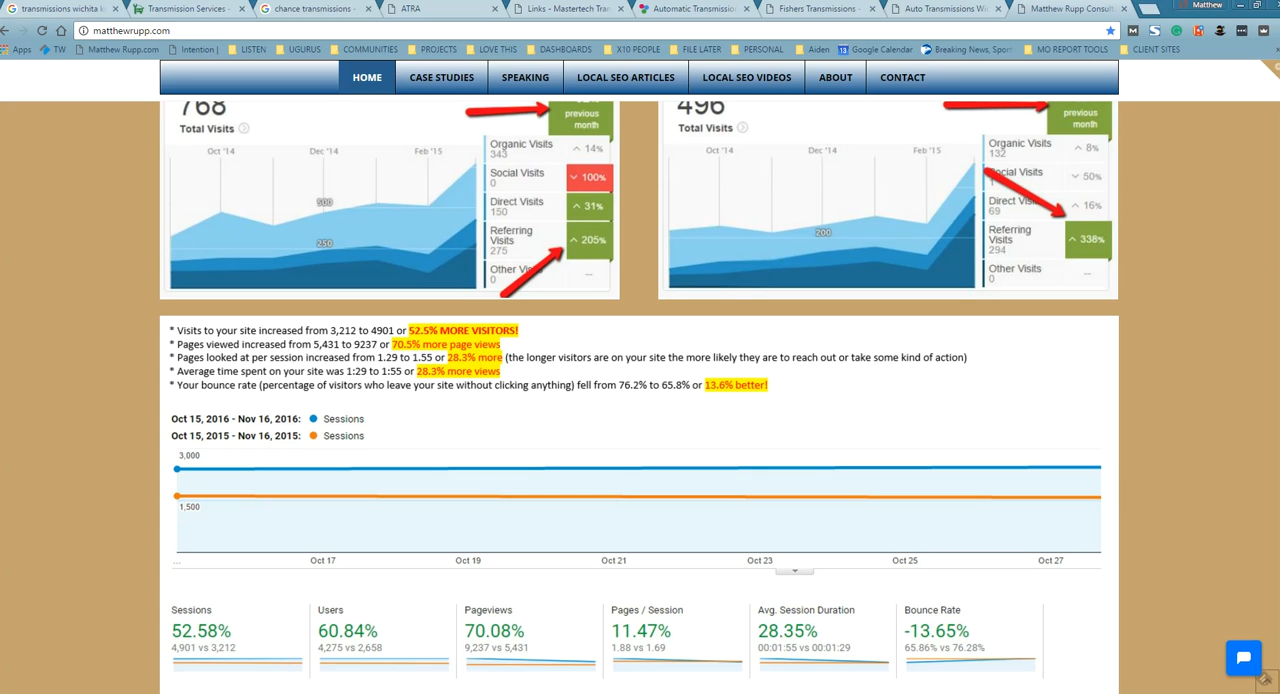 transmissions wichita k
Transmission Services -
chance transmissions -
ATRA
Links - Mastertech Tran
Automatic Transmission
Fishers Transmissions -
Auto Transmissions Wi
Matthew Rupp Consult
Matthew
matthewrupp.com
Apps
TW
Matthew Rupp.com
Intention |
LISTEN
UGURUS
COMMUNITIES
PROJECTS
LOVE THIS
DASHBOARDS
X10 PEOPLE
FILE LATER
PERSONAL
Aiden
Google Calendar
Breaking News, Spor
MO REPORT TOOLS
CLIENT SITES
HOME
CASE STUDIES
SPEAKING
LOCAL SEO ARTICLES
LOCAL SEO VIDEOS
ABOUT
CONTACT
768
Total Visits
previous
month
Oct '14
Dec '14
Feb '15
500
250
Organic Visits
343
14%
Social Visits
0
100%
Direct Visits
150
31%
Referring
Visits
275
205%
Other Vi
0
--
496
Total Visits
previous
month
Oct '14
Dec '14
Feb '15
200
Organic Visits
132
8%
ocial Visits
50%
Direct Visi
69
16%
Referring
Visits
294
338%
Other Visits
0
--
* Visits to your site increased from 3,212 to 4901 or 52.5% MORE VISITORS!
* Pages viewed increased from 5,431 to 9237 or 70.5% more page views
* Pages looked at per session increased from 1.29 to 1.55 or 28.3% more (the longer visitors are on your site the more likely they are to reach out or take some kind of action)
* Average time spent on your site was 1:29 to 1:55 or 28.3% more views
* Your bounce rate (percentage of visitors who leave your site without clicking anything) fell from 76.2% to 65.8% or 13.6% better!
Oct 15, 2016 - Nov 16, 2016: Sessions
Oct 15, 2015 - Nov 16, 2015: Sessions
3,000
1,500
...
Oct 17
Oct 19
Oct 21
Oct 23
Oct 25
Oct 27
Sessions
52.58%
4,901 vs 3,212
Users
60.84%
4,275 vs 2,658
Pageviews
70.08%
9,237 vs 5,431
Pages / Session
11.47%
1.88 vs 1.69
Avg. Session Duration
28.35%
00:01:55 vs 00:01:29
Bounce Rate
-13.65%
65.86% vs 76.28%